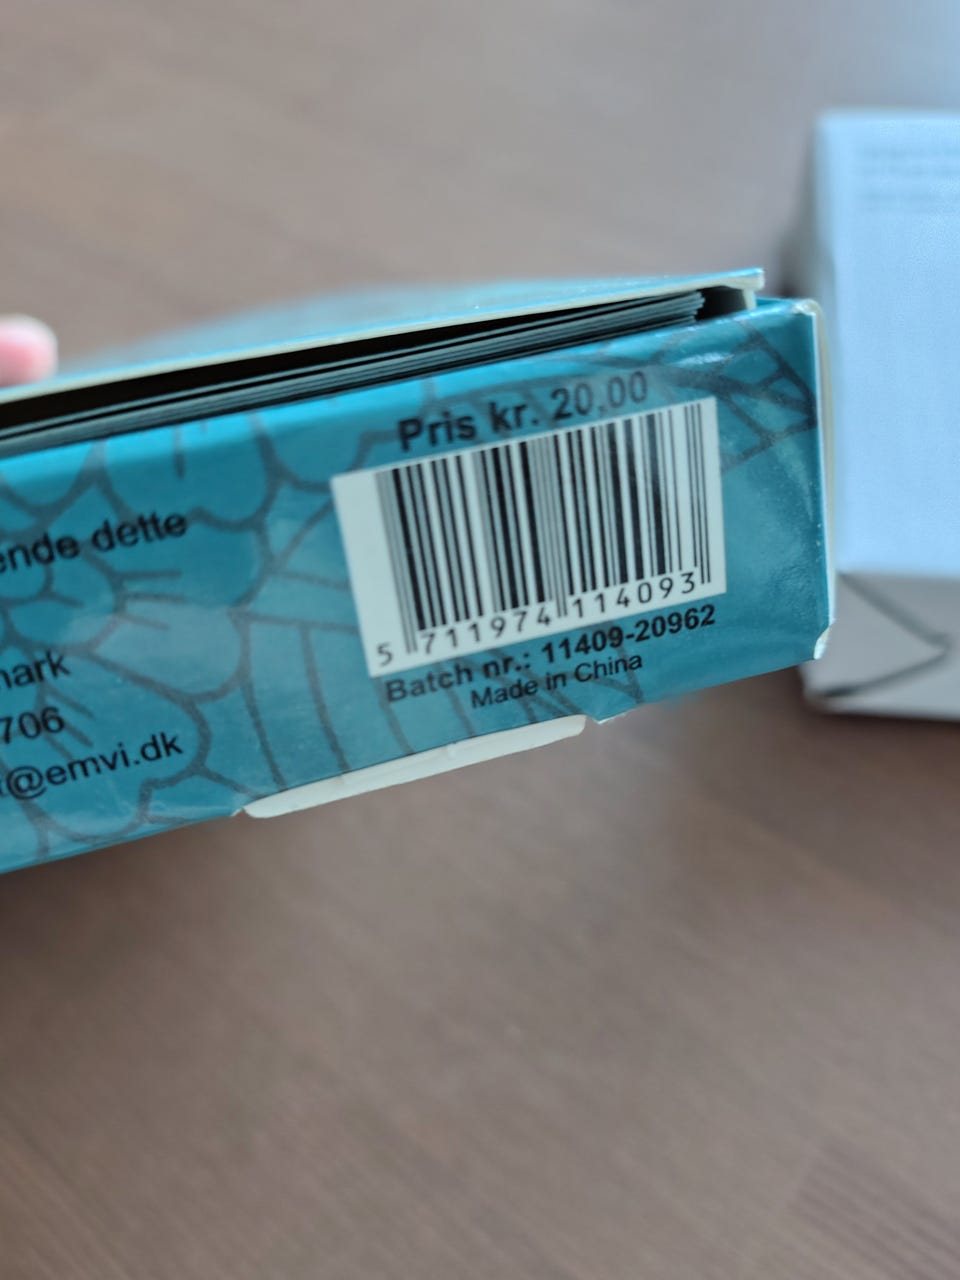 Pris kr. 20,00
5 711974 114093
Batch nr.: 11409-20962
Made in China
ende dette
mark
706
@emvi.dk